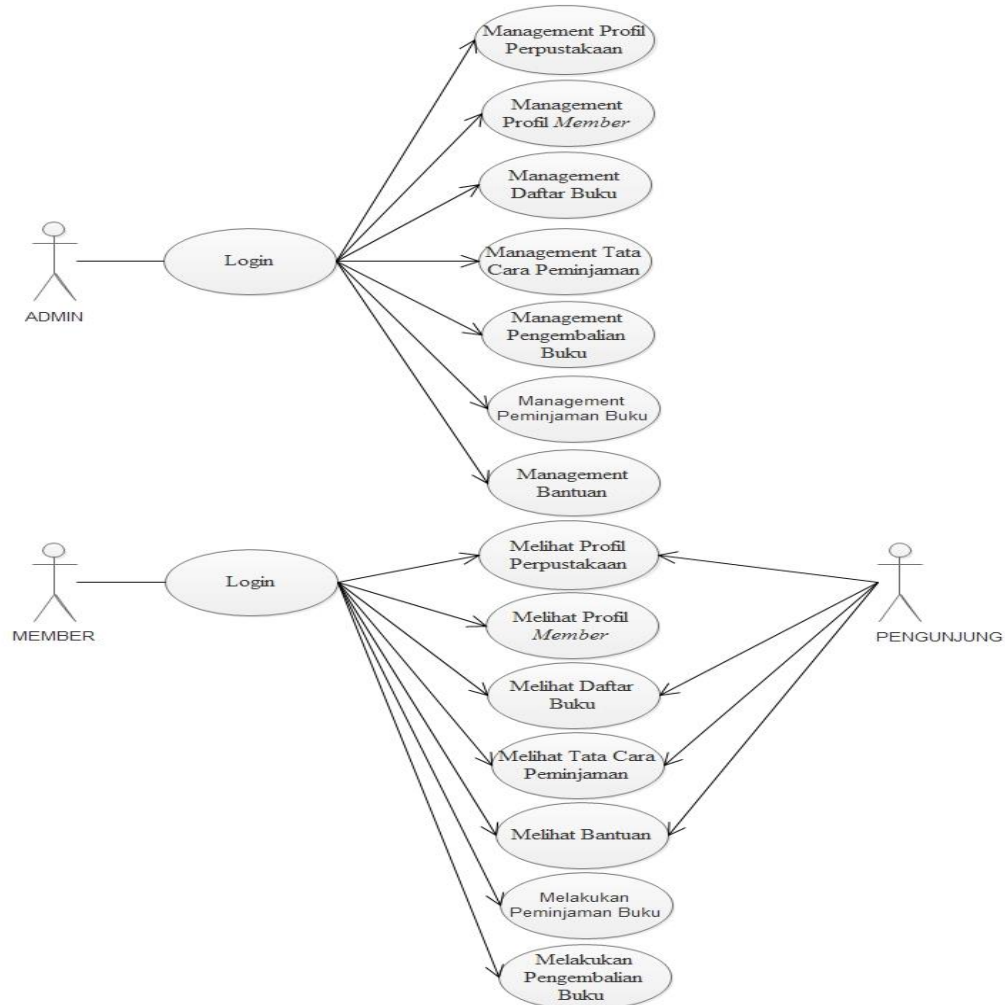 Management Profil
Perpustakaan
Management
Profil Member
Management
Daftar Buku
Management Tata
Cara Peminjaman
Management
Pengembalian
Buku
Management
Peminjaman Buku
Management
Bantuan
Login
ADMIN
Melihat Profil
Perpustakaan
Melihat Profil
Member
Melihat Daftar
Buku
Melihat Tata Cara
Peminjaman
Melihat Bantuan
Melakukan
Peminjaman Buku
Melakukan
Pengembalian
Buku
Login
MEMBER
PENGUNJUNG